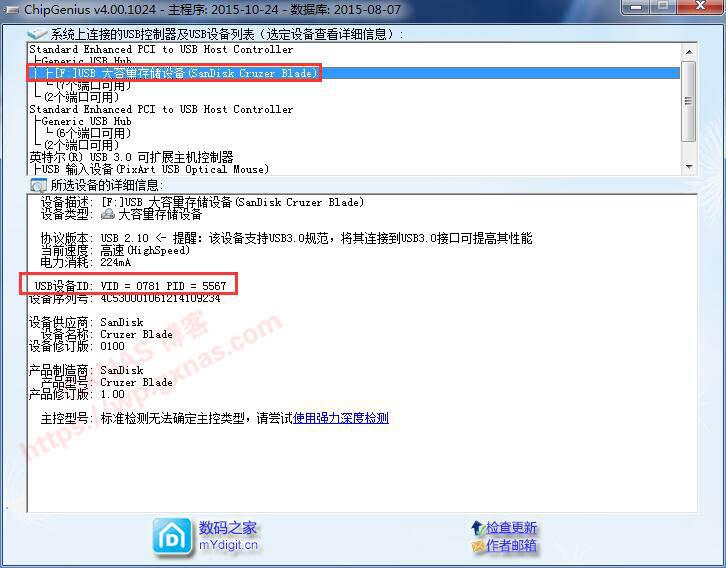 ChipGenius v4.00.1024 - 主程序: 2015-10-24 - 数据库: 2015-08-07
系统上连接的USB控制器及USB设备列表（选定设备查看详细信息）:
Standard Enhanced PCI to USB Host Controller
├Generic USB Hub
├[F:]USB 大容量存储设备(SanDisk Cruzer Blade)
└(7个端口可用)
└(2个端口可用)
Standard Enhanced PCI to USB Host Controller
├Generic USB Hub
└(6个端口可用)
└(2个端口可用)
英特尔(R) USB 3.0 可扩展主机控制器
├USB 输入设备(PixArt USB Optical Mouse)
所选设备的详细信息:
设备描述: [F:]USB 大容量存储设备(SanDisk Cruzer Blade)
设备类型: 大容量存储设备
协议版本: USB 2.10 <- 提醒：该设备支持USB3.0规范，将其连接到USB3.0接口可提高其性能
当前速度: 高速(HighSpeed)
电力消耗: 224mA
USB设备ID: VID = 0781 PID = 5567
设备序列号: 4C530001061214109234
设备供应商: SanDisk
设备名称: Cruzer Blade
设备修订版: 0100
产品制造商: SanDisk
产品型号: Cruzer Blade
产品修订版: 1.00
主控型号: 标准检测无法确定主控类型，请尝试使用强力深度检测
GXNAS 博客
https://wp.gxnas.com
数码之家
mYdigit.cn
检查更新
作者邮箱